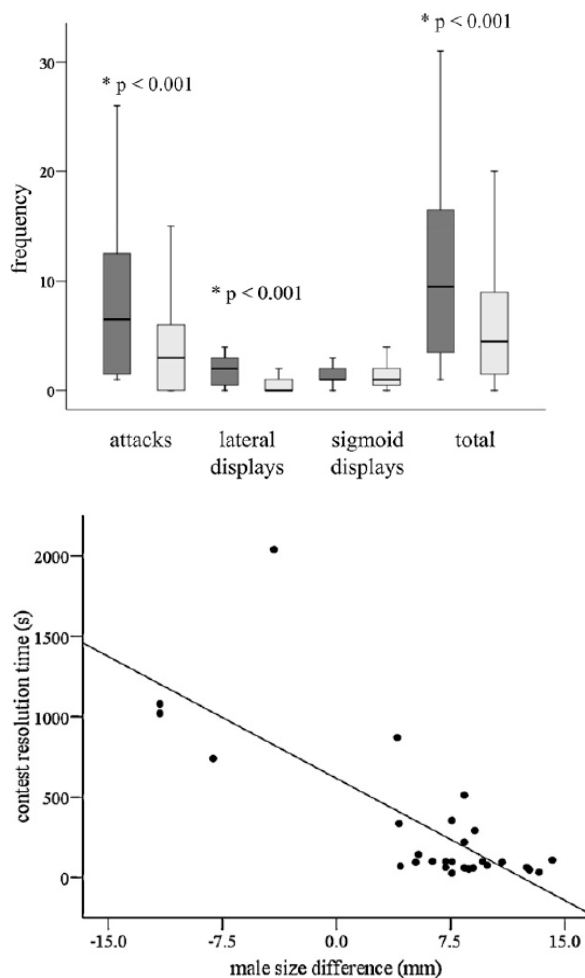 * p < 0.001
30
* p < 0.001
20
frequency
10
* p < 0.001
0
attacks
lateral displays
sigmoid displays
total
2000
1500
contest resolution time (s)
1000
500
0
-15.0
-7.5
0.0
7.5
15.0
male size difference (mm)